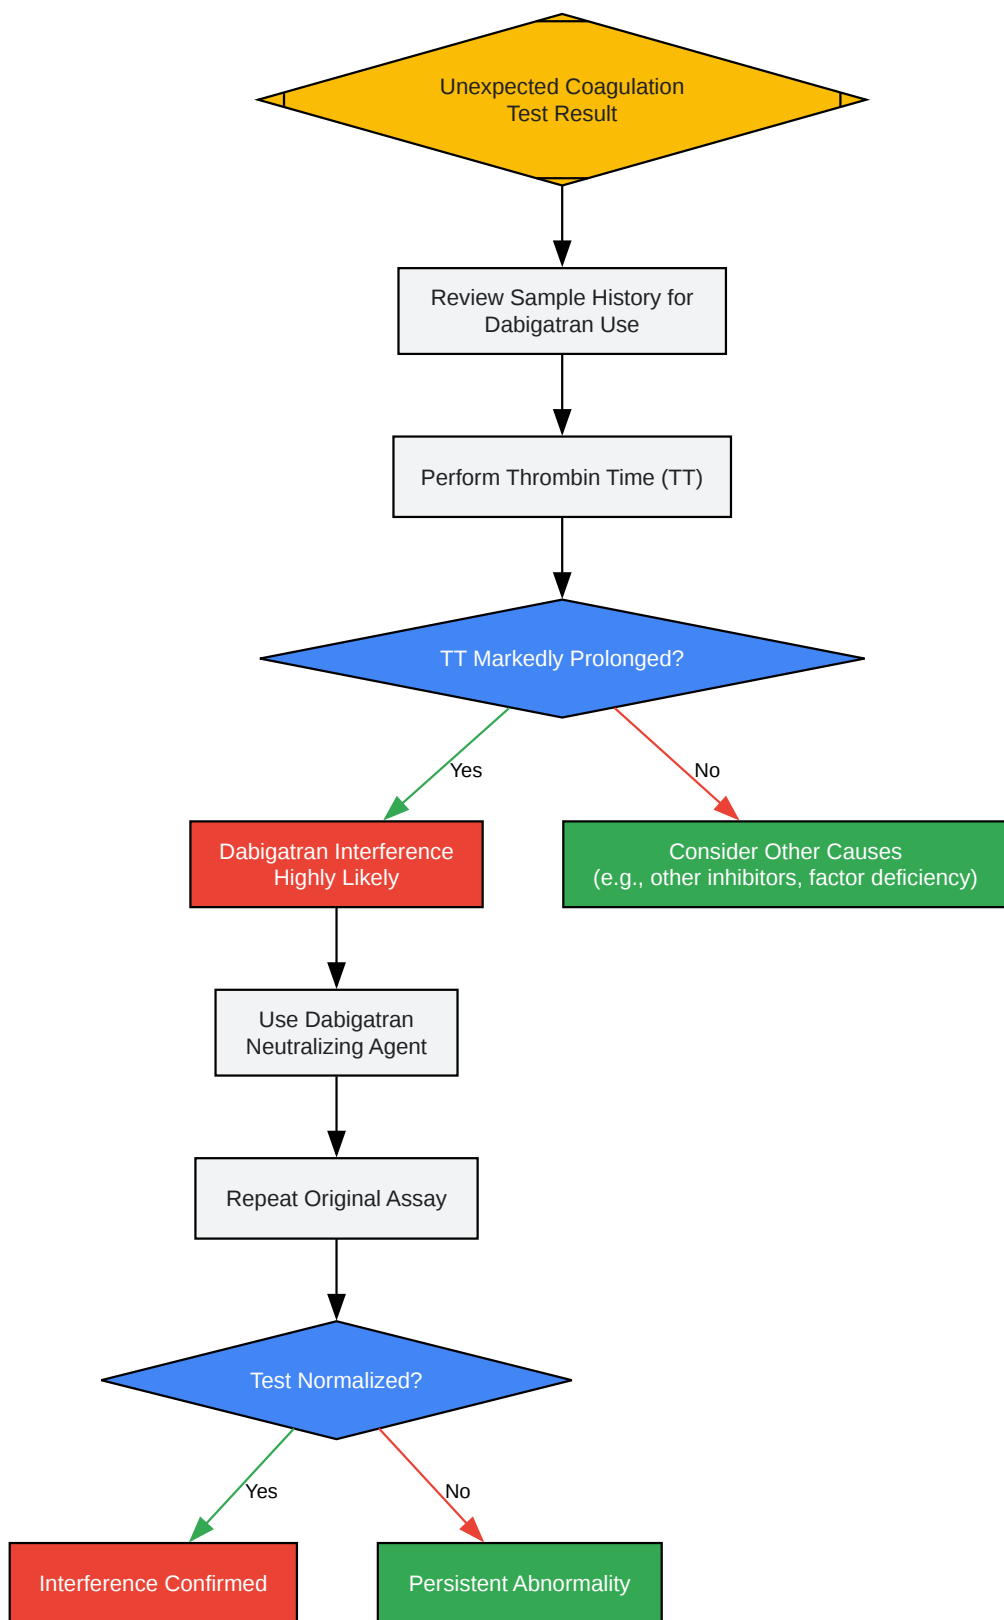 Unexpected Coagulation
Test Result
Review Sample History for
Dabigatran Use
Perform Thrombin Time (TT)
TT Markedly Prolonged?
Yes
No
Dabigatran Interference
Highly Likely
Consider Other Causes
(e.g., other inhibitors, factor deficiency)
Use Dabigatran
Neutralizing Agent
Repeat Original Assay
Test Normalized?
Yes
No
Interference Confirmed
Persistent Abnormality